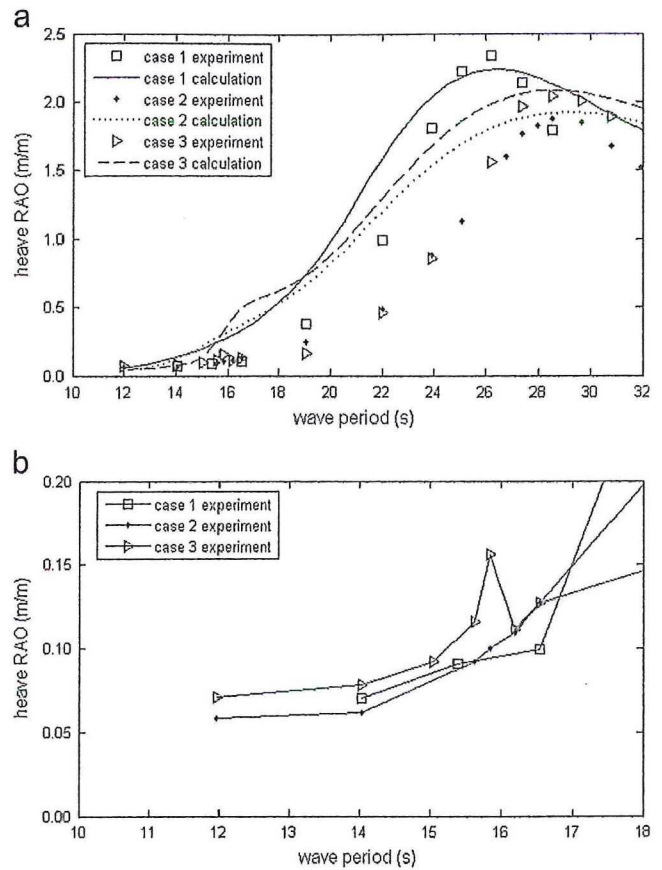 a
2.5
2.0
1.5
1.0
0.5
0.0
heave RAO (m/m)
case 1 experiment
case 1 calculation
case 2 experiment
case 2 calculation
case 3 experiment
case 3 calculation
10 12 14 16 18 20 22 24 26 28 30 32
wave period (s)
b
0.20
0.15
0.10
0.05
0.00
heave RAO (m/m)
case 1 experiment
case 2 experiment
case 3 experiment
10 11 12 13 14 15 16 17 18
wave period (s)